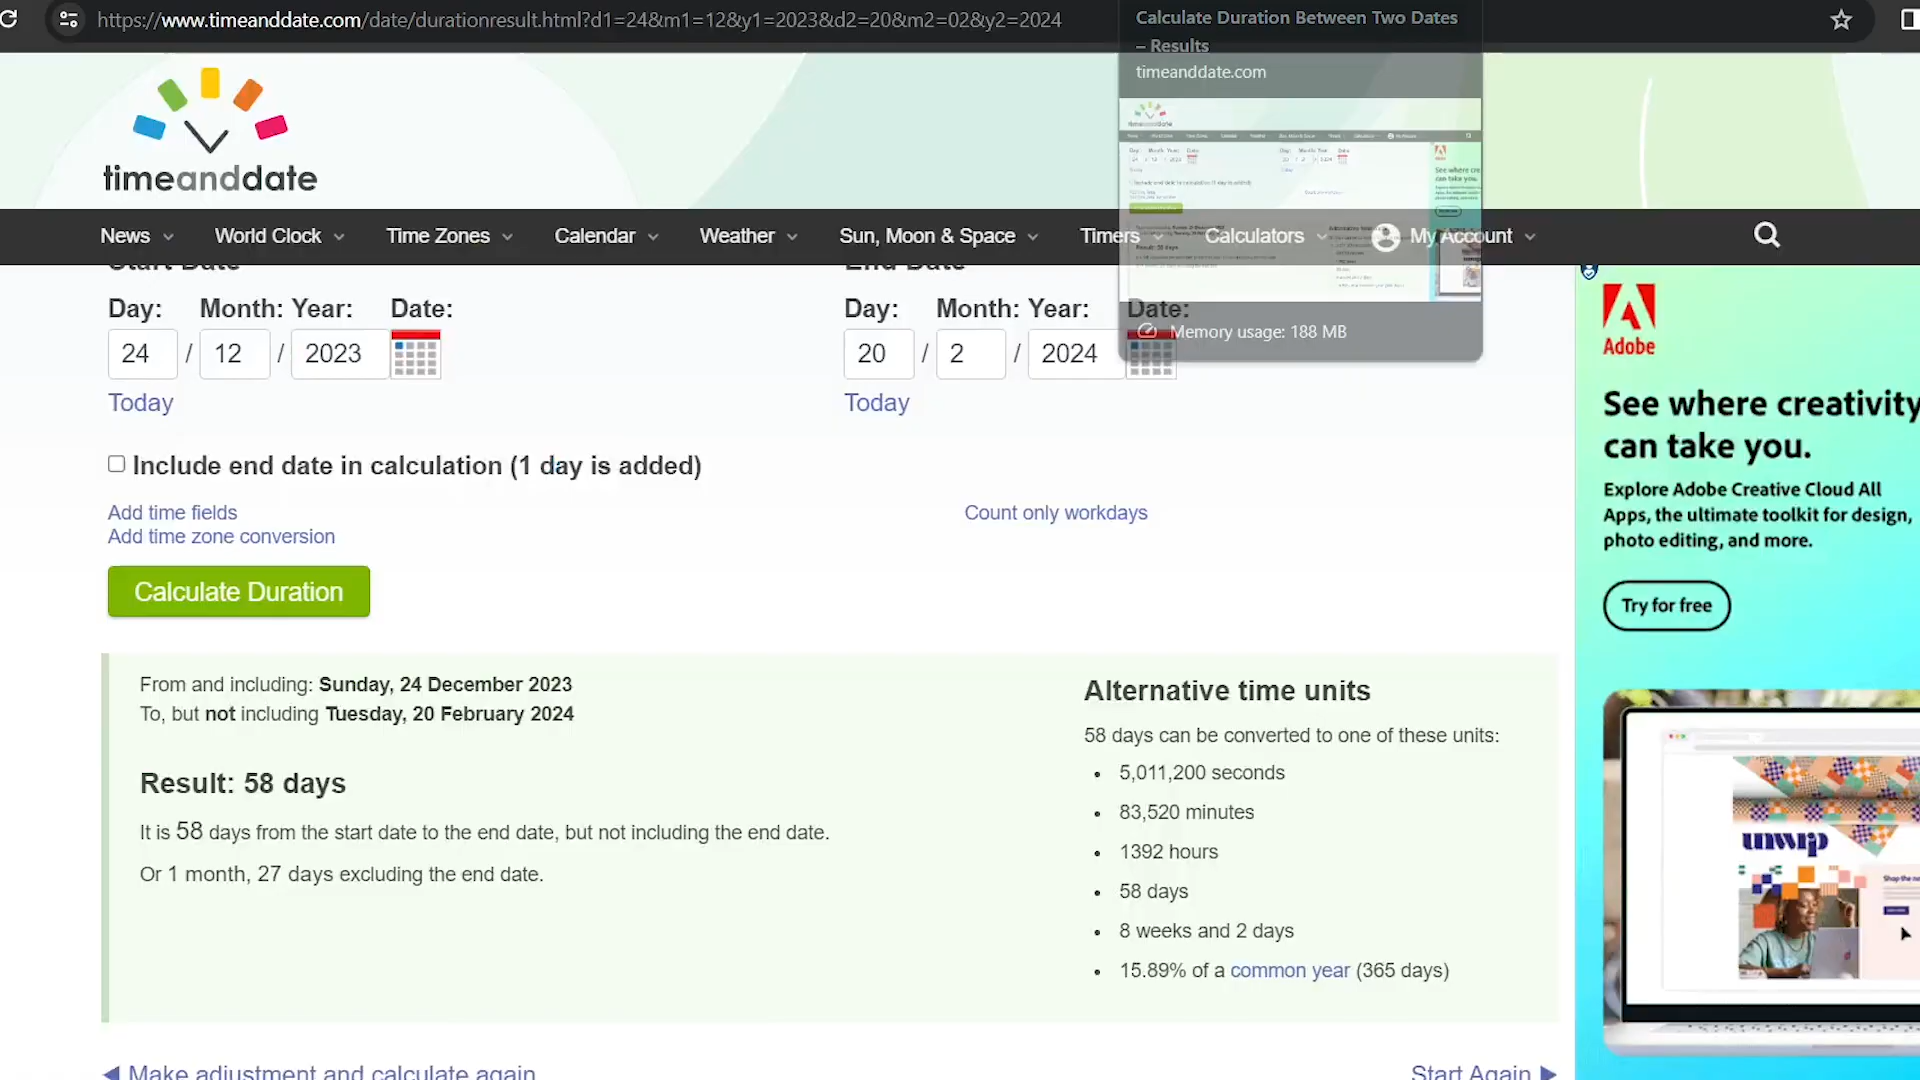 https://www.timeanddate.com/date/durationresult.html?d1=24&m1=12&y1=2023&d2=20&m2=02&y2=2024
Calculate Duration Between Two Dates
– Results
timeanddate.com
timeanddate
News
World Clock
Time Zones
Calendar
Weather
Sun, Moon & Space
Timers
Calculators
My Account
Start Date
End Date
Day: Month: Year: Date:
24 / 12 / 2023
Today
Day: Month: Year: Date:
20 / 2 / 2024
Today
Memory usage: 188 MB
Include end date in calculation (1 day is added)
Add time fields
Add time zone conversion
Count only workdays
Calculate Duration
From and including: Sunday, 24 December 2023
To, but not including Tuesday, 20 February 2024
Result: 58 days
It is 58 days from the start date to the end date, but not including the end date.
Or 1 month, 27 days excluding the end date.
Alternative time units
58 days can be converted to one of these units:
5,011,200 seconds
83,520 minutes
1392 hours
58 days
8 weeks and 2 days
15.89% of a common year (365 days)
Make adjustment and calculate again
Start Again
Adobe
See where creativity
can take you.
Explore Adobe Creative Cloud All
Apps, the ultimate toolkit for design,
photo editing, and more.
Try for free
unwrp